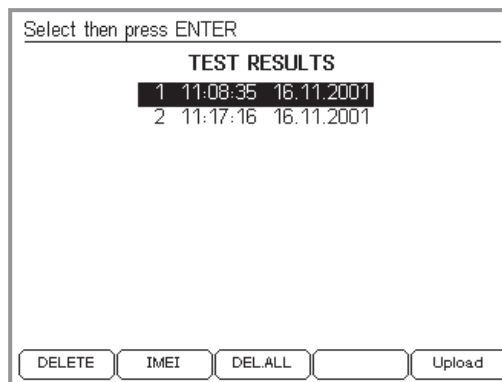 Select then press ENTER
TEST RESULTS
1 11:08:35 16.11.2001
2 11:17:16 16.11.2001
DELETE IMEI DEL.ALL Upload